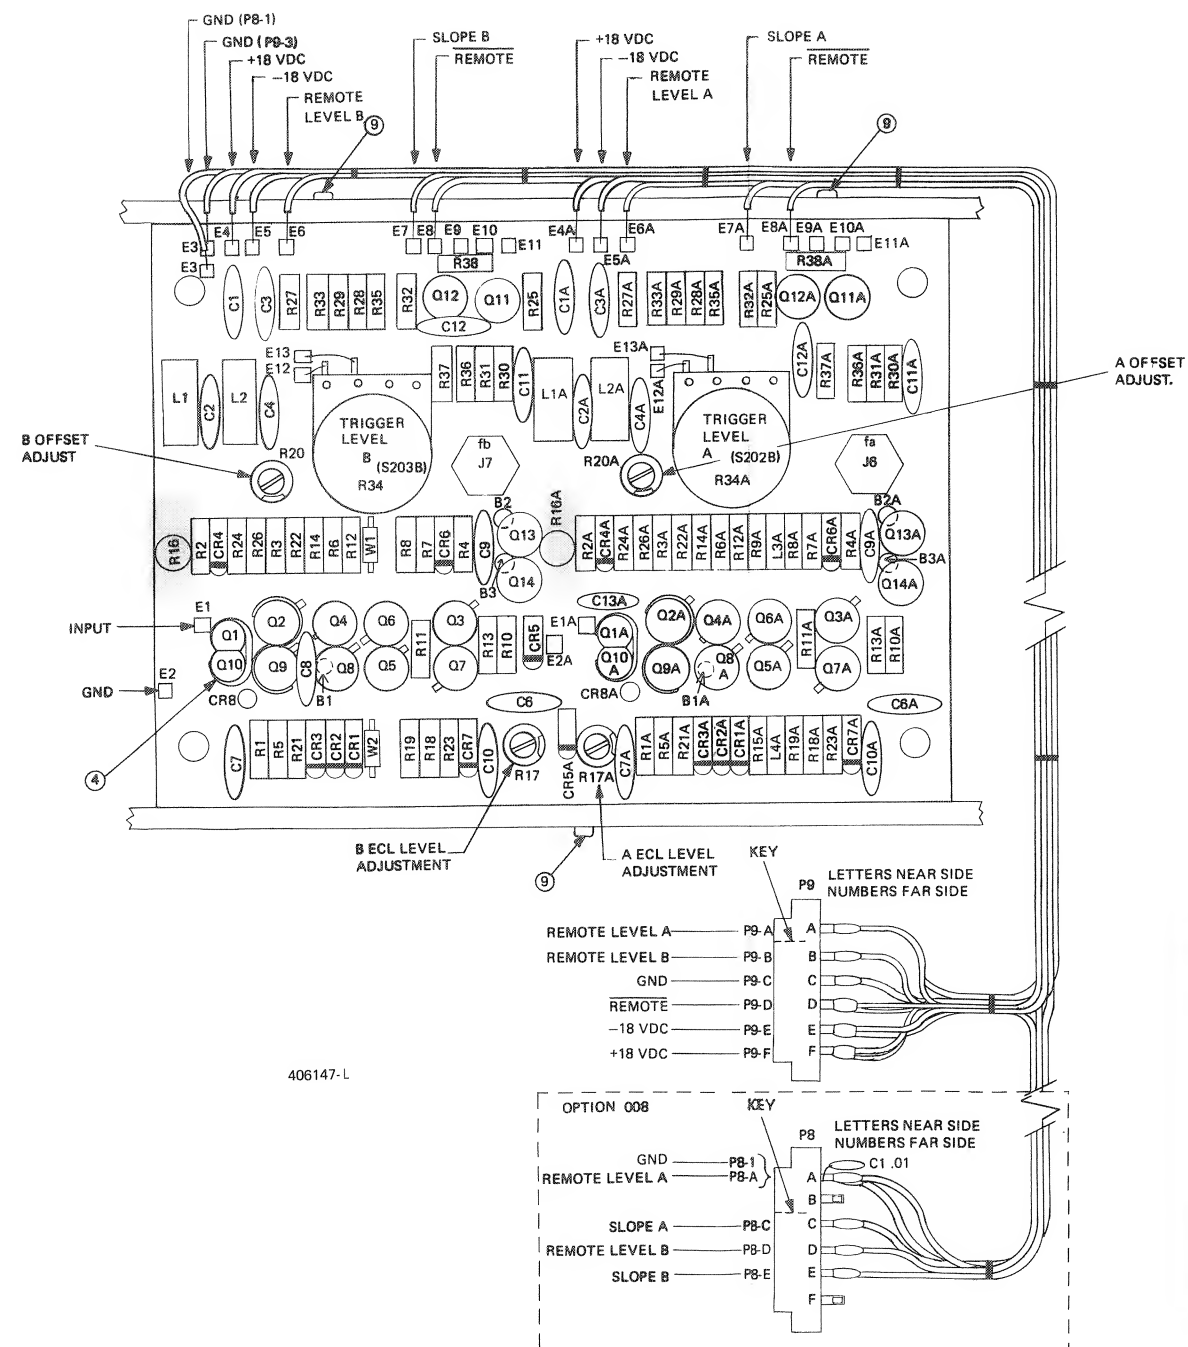 GND (P8-1)
GND (P9-3)
+18 VDC
−18 VDC
REMOTE
LEVEL B
9
SLOPE B
REMOTE
+18 VDC
−18 VDC
REMOTE
LEVEL A
SLOPE A
REMOTE
9
E3 E4 E5 E6 E7 E8 E9 E10 E11 E4A E5A E6A E7A E8A E9A E10A E11A
E3 R38 R38A
C1 C3 R27 R33 R29 R28 R35 R32 Q12 Q11 R25 C1A C3A R27A R33A R29A R28A R35A R32A R25A Q12A Q11A
C12
E13 E13A
E12 E12A
L1 C2 L2 C4 R37 R36 R31 R30 C11 L1A C2A L2A C4A C12A R37A R36A R31A R30A C11A
TRIGGER
LEVEL
B
(S203B)
R34
TRIGGER
LEVEL
A
(S202B)
R34A
A OFFSET
ADJUST.
B OFFSET
ADJUST
R20
fb
J7
R20A
fa
J6
R16 R2 CR4 R24 R26 R3 R22 R14 R6 R12 W1 R8 R7 CR6 R4 C9 B2 Q13 R16A R2A CR4A R24A R26A R3A R22A R14A R6A R12A R9A L3A R8A R7A CR6A R4A C9A B2A Q13A
B3 Q14 B3A Q14A
C13A
INPUT E1 Q1 Q2 Q4 Q6 R11 Q3 R13 R10 CR5 E1A Q1A Q2A Q4A Q6A R11A Q3A R13A R10A
E2A
GND E2 Q10 Q9 C8 Q8 Q5 Q7 Q10A Q9A Q8A Q5A Q7A
CR8 B1 CR8A B1A
C6 C6A
C7 R1 R5 R21 CR3 CR2 CR1 W2 R19 R18 R23 CR7 C10 R17 CR5A R17A C7A R1A R5A R21A CR3A CR2A CR1A R15A L4A R19A R18A R23A CR7A C10A
4
B ECL LEVEL
ADJUSTMENT
9
A ECL LEVEL
ADJUSTMENT
KEY
P9
LETTERS NEAR SIDE
NUMBERS FAR SIDE
REMOTE LEVEL A P9-A A
REMOTE LEVEL B P9-B B
GND P9-C C
REMOTE P9-D D
−18 VDC P9-E E
+18 VDC P9-F F
406147-L
OPTION 008
KEY
P8
LETTERS NEAR SIDE
NUMBERS FAR SIDE
GND P8-1
C1 .01
REMOTE LEVEL A P8-A A
B
SLOPE A P8-C C
REMOTE LEVEL B P8-D D
SLOPE B P8-E E
F